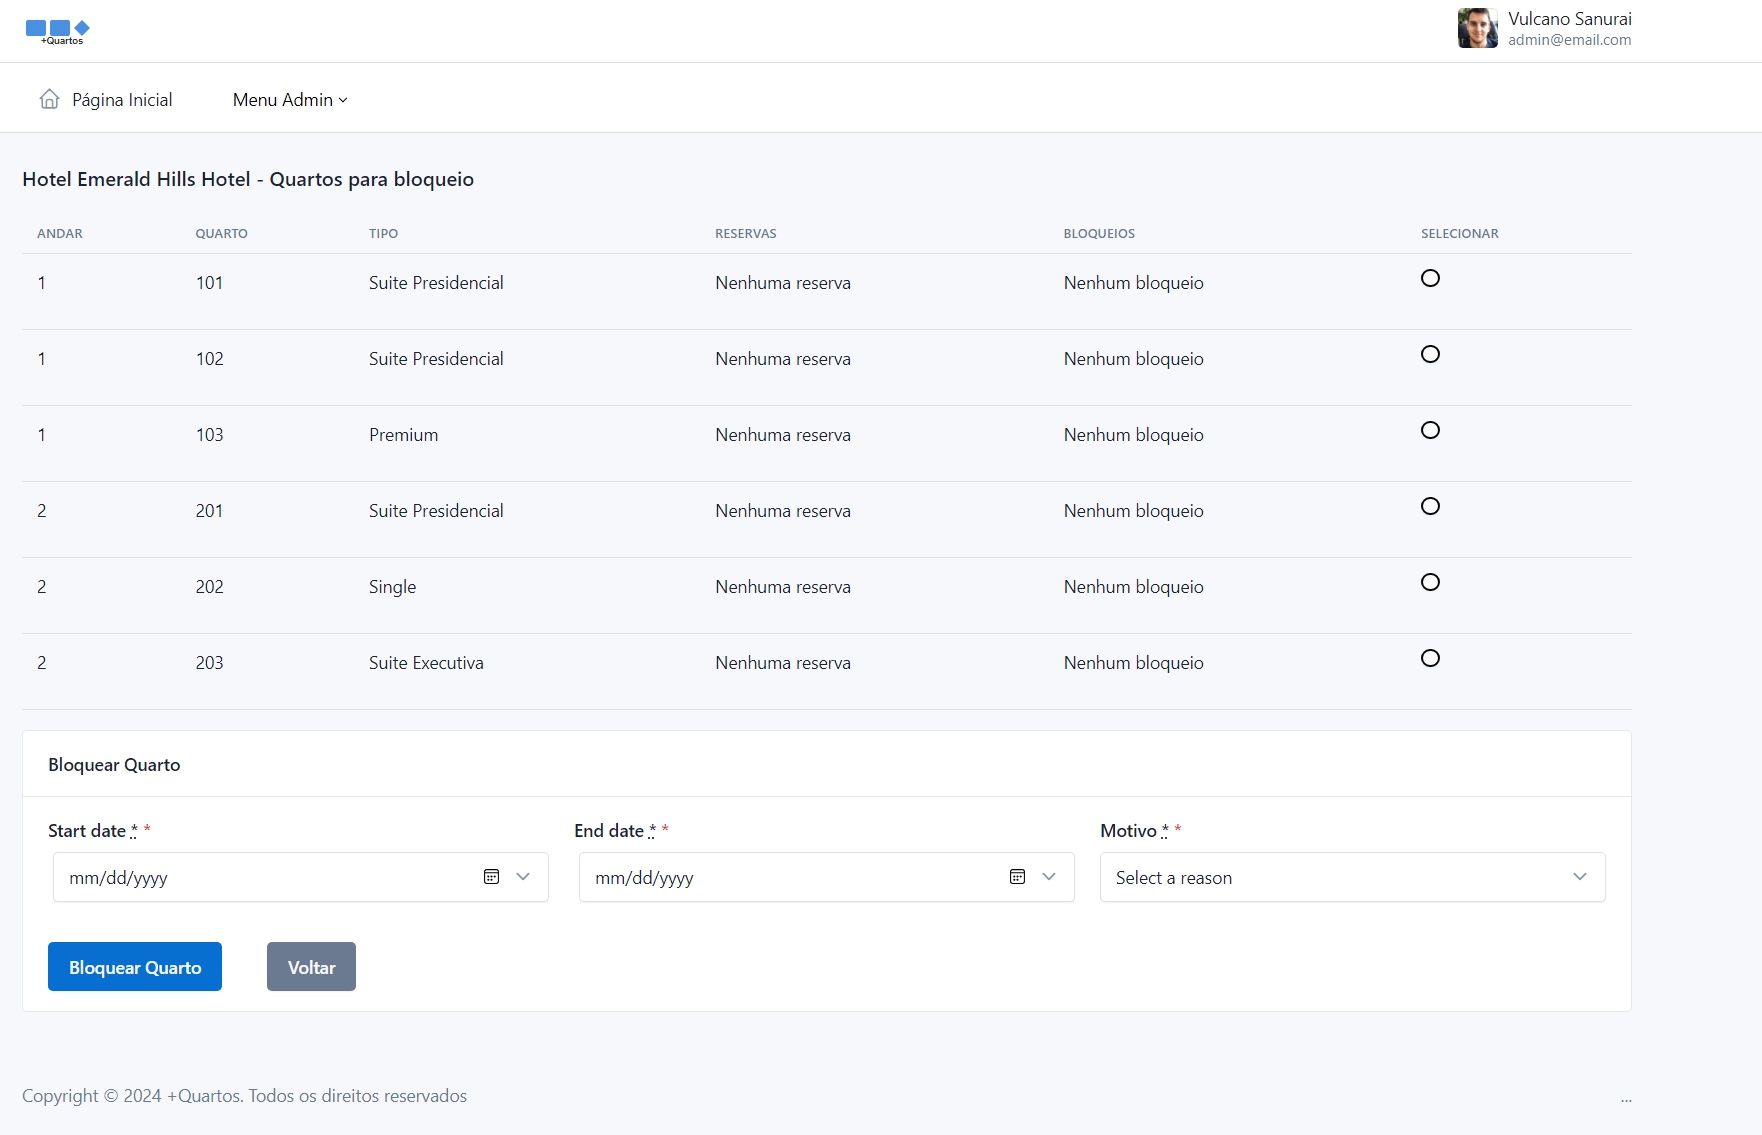 +Quartos
Vulcano Sanurai
admin@email.com
Página Inicial
Menu Admin
Hotel Emerald Hills Hotel - Quartos para bloqueio
ANDAR QUARTO TIPO RESERVAS BLOQUEIOS SELECIONAR
1 101 Suite Presidencial Nenhuma reserva Nenhum bloqueio
1 102 Suite Presidencial Nenhuma reserva Nenhum bloqueio
1 103 Premium Nenhuma reserva Nenhum bloqueio
2 201 Suite Presidencial Nenhuma reserva Nenhum bloqueio
2 202 Single Nenhuma reserva Nenhum bloqueio
2 203 Suite Executiva Nenhuma reserva Nenhum bloqueio
Bloquear Quarto
Start date * * End date * * Motivo * *
mm/dd/yyyy mm/dd/yyyy Select a reason
Bloquear Quarto Voltar
Copyright © 2024 +Quartos. Todos os direitos reservados ...